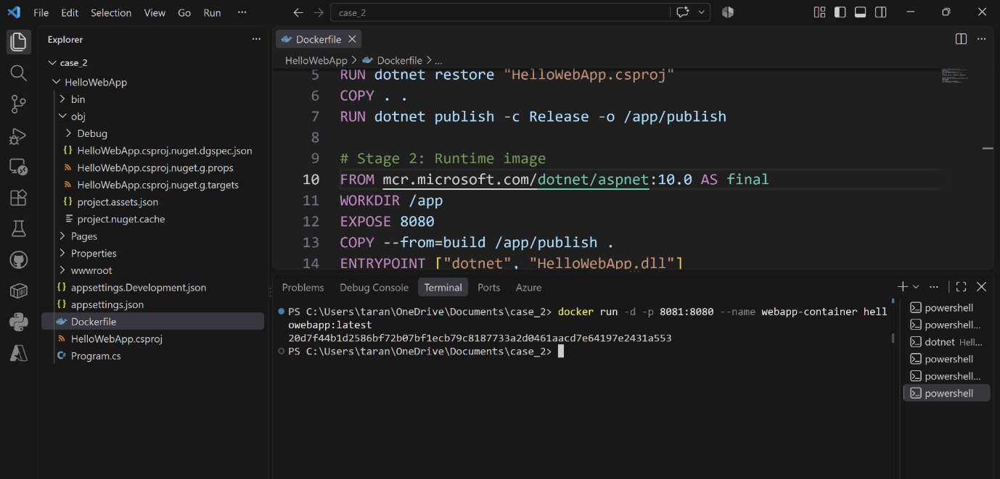 File Edit Selection View Go Run ...
case_2
Explorer ...
case_2
HelloWebApp
bin
obj
Debug
{} HelloWebApp.csproj.nuget.dgspec.json
HelloWebApp.csproj.nuget.g.props
HelloWebApp.csproj.nuget.g.targets
{} project.assets.json
project.nuget.cache
Pages
Properties
wwwroot
{} appsettings.Development.json
{} appsettings.json
Dockerfile
HelloWebApp.csproj
C# Program.cs
Dockerfile
HelloWebApp > Dockerfile > ...
5 RUN dotnet restore "HelloWebApp.csproj"
6 COPY . .
7 RUN dotnet publish -c Release -o /app/publish
8
9 # Stage 2: Runtime image
10 FROM mcr.microsoft.com/dotnet/aspnet:10.0 AS final
11 WORKDIR /app
12 EXPOSE 8080
13 COPY --from=build /app/publish .
14 ENTRYPOINT ["dotnet", "HelloWebApp.dll"]
Problems Debug Console Terminal Ports Azure
PS C:\Users\taran\OneDrive\Documents\case_2> docker run -d -p 8081:8080 --name webapp-container hell
owebapp:latest
20d7f44b1d2586bf72b07bf1ecb79c8187733a2d0461aacd7e64197e2431a553
PS C:\Users\taran\OneDrive\Documents\case_2>
powershell
powershell...
dotnet Hell...
powershell
powershell...
powershell